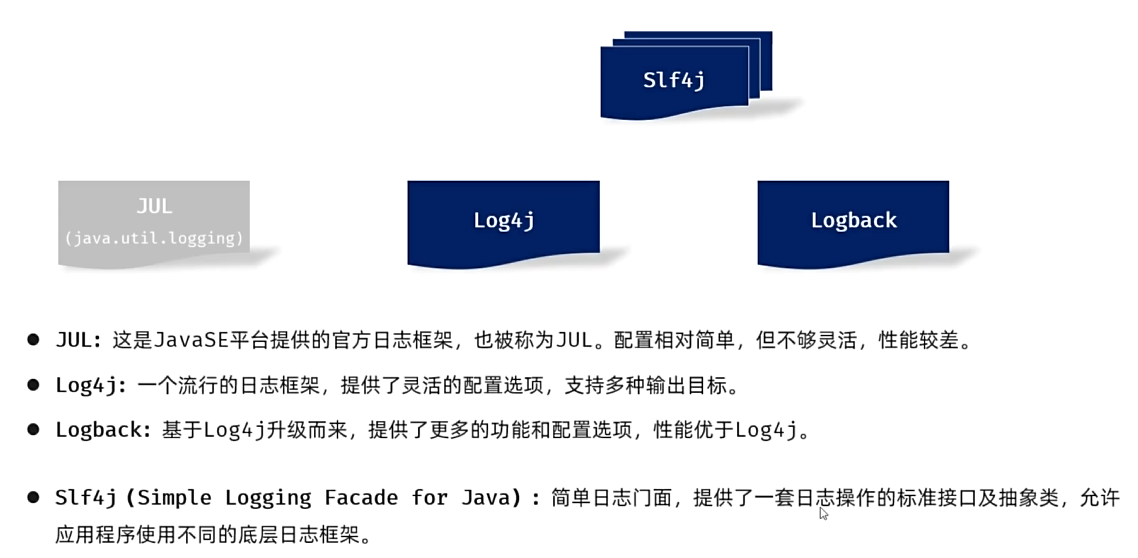 Slf4j
JUL
(java.util.logging)
Log4j
Logback
● JUL: 这是JavaSE平台提供的官方日志框架，也被称为JUL。配置相对简单，但不够灵活，性能较差。
● Log4j: 一个流行的日志框架，提供了灵活的配置选项，支持多种输出目标。
● Logback: 基于Log4j升级而来，提供了更多的功能和配置选项，性能优于Log4j。
● Slf4j (Simple Logging Facade for Java) : 简单日志门面，提供了一套日志操作的标准接口及抽象类，允许
应用程序使用不同的底层日志框架。